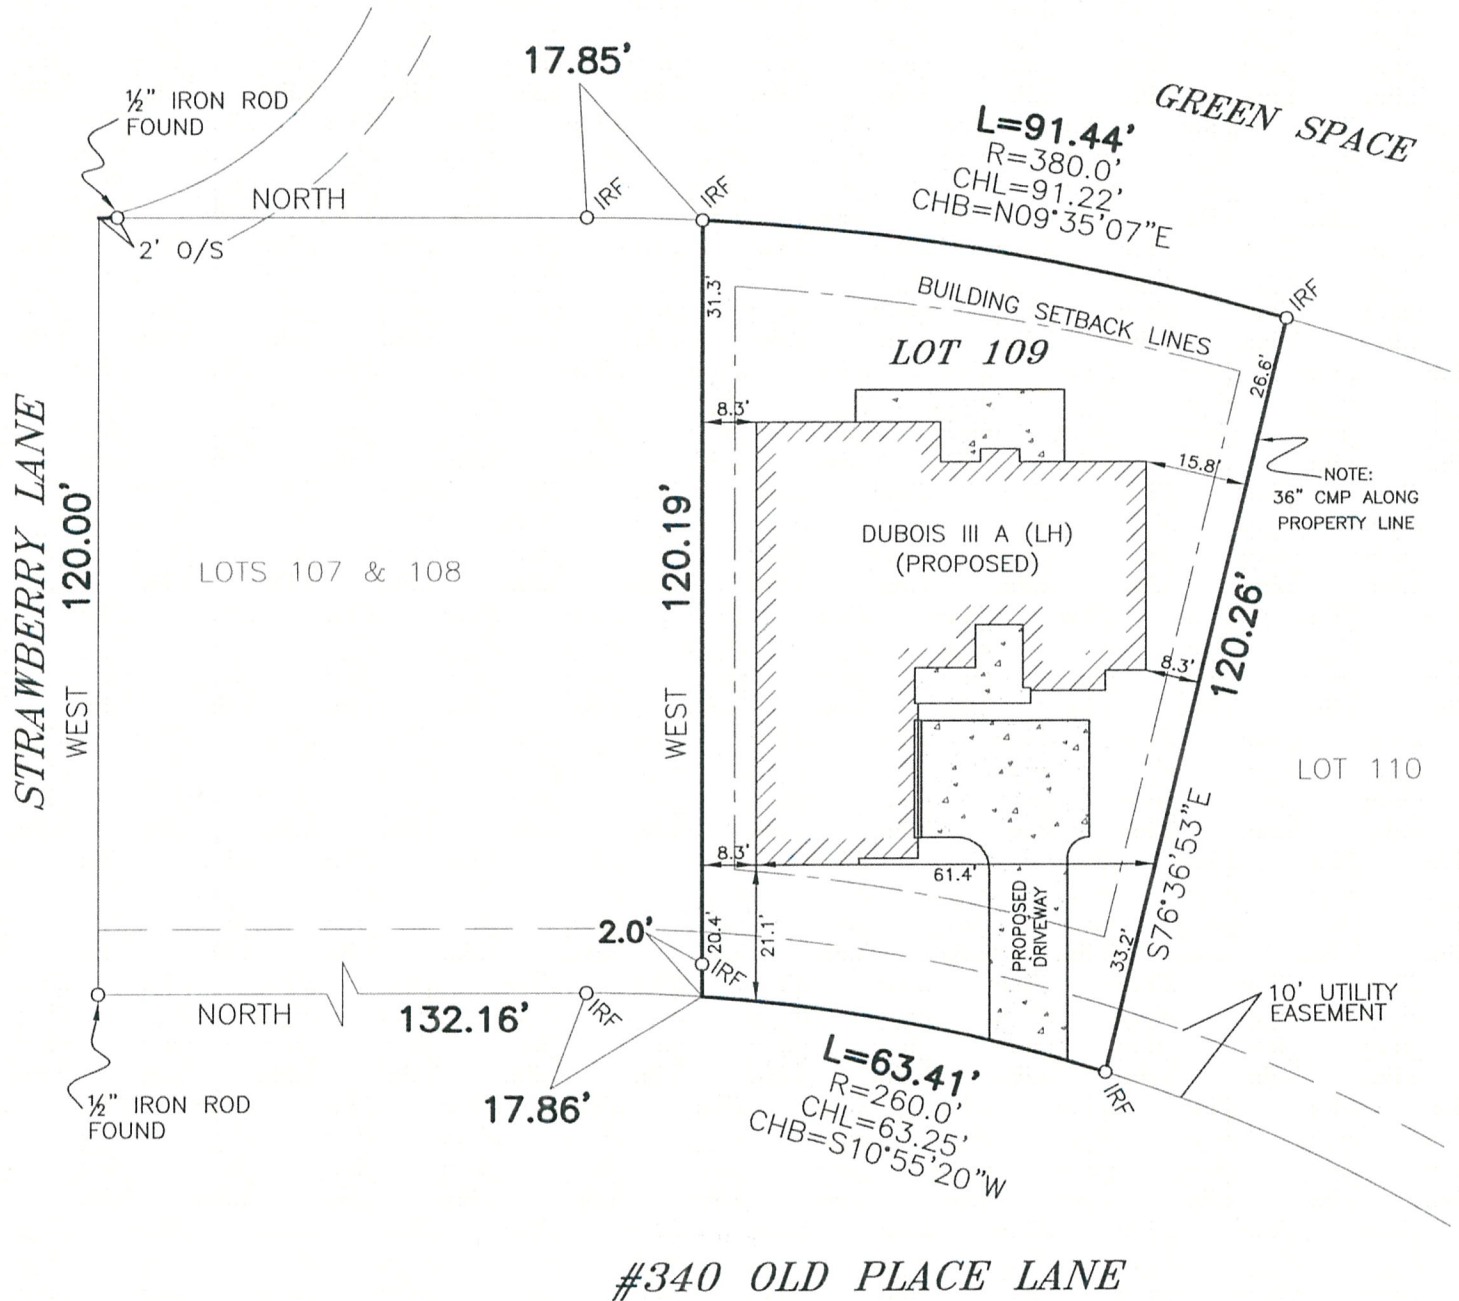 17.85'
½" IRON ROD
FOUND
NORTH
IRF
IRF
2' O/S
GREEN SPACE
L=91.44'
R=380.0'
CHL=91.22'
CHB=N09°35'07"E
IRF
31.3'
BUILDING SETBACK LINES
LOT 109
26.6'
8.3'
15.8'
NOTE:
36" CMP ALONG
PROPERTY LINE
STRAWBERRY LANE
120.00'
WEST
LOTS 107 & 108
120.19'
WEST
DUBOIS III A (LH)
(PROPOSED)
8.3'
120.26'
S76°36'53"E
LOT 110
8.3'
61.4'
PROPOSED
DRIVEWAY
33.2'
2.0'
20.4'
21.1'
IRF
NORTH
132.16'
IRF
17.86'
½" IRON ROD
FOUND
10' UTILITY
EASEMENT
IRF
L=63.41'
R=260.0'
CHL=63.25'
CHB=S10°55'20"W
#340 OLD PLACE LANE